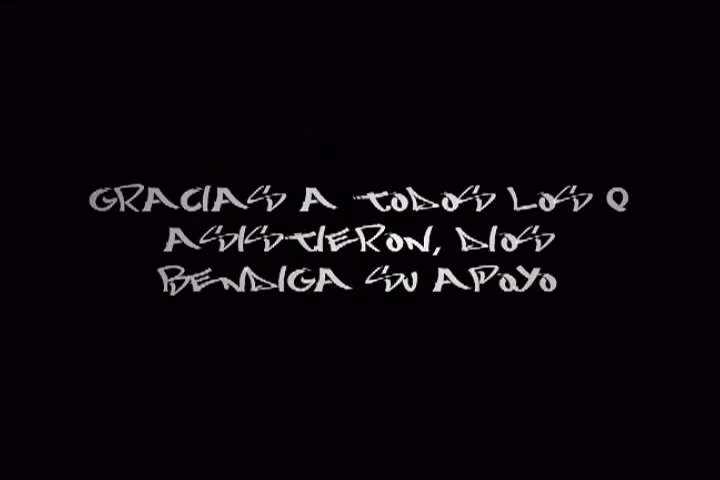 GRACIAS A TODOS LOS Q
ASISTIERON, DIOS
BENDIGA SU APOYO